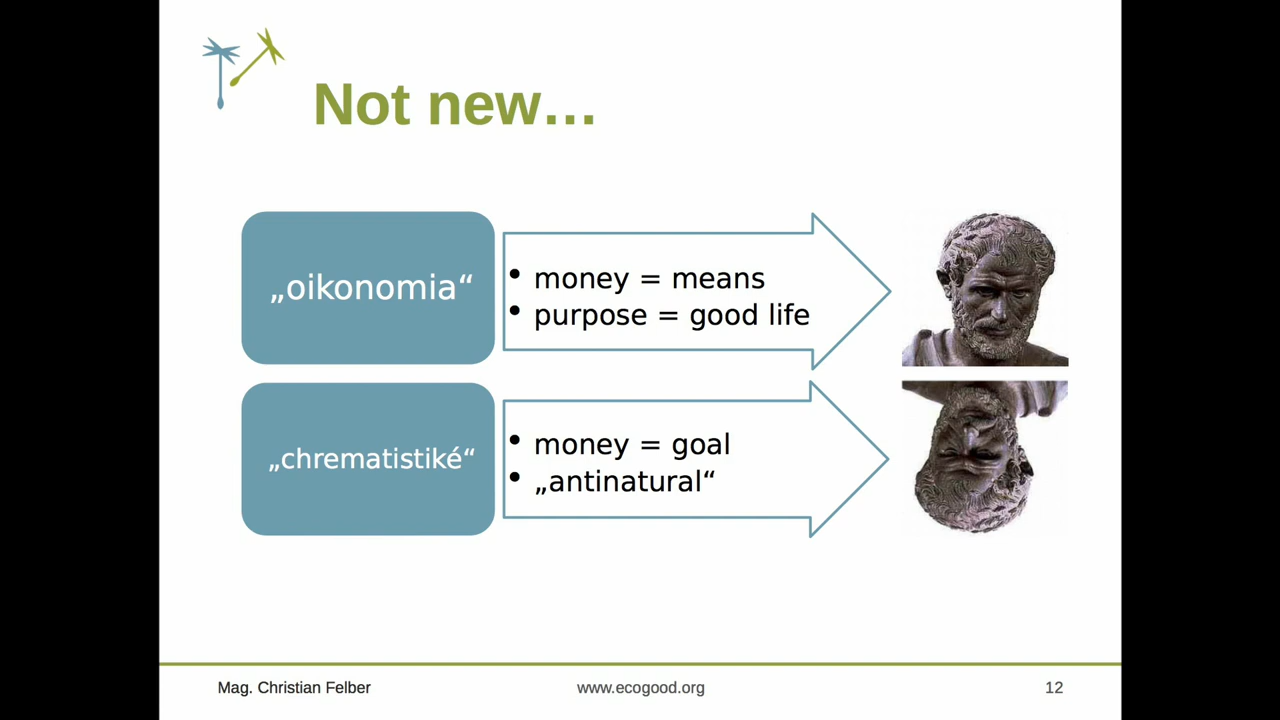 Not new…
„oikonomia“
• money = means
• purpose = good life
„chrematistiké“
• money = goal
• „antinatural“
Mag. Christian Felber
www.ecogood.org
12